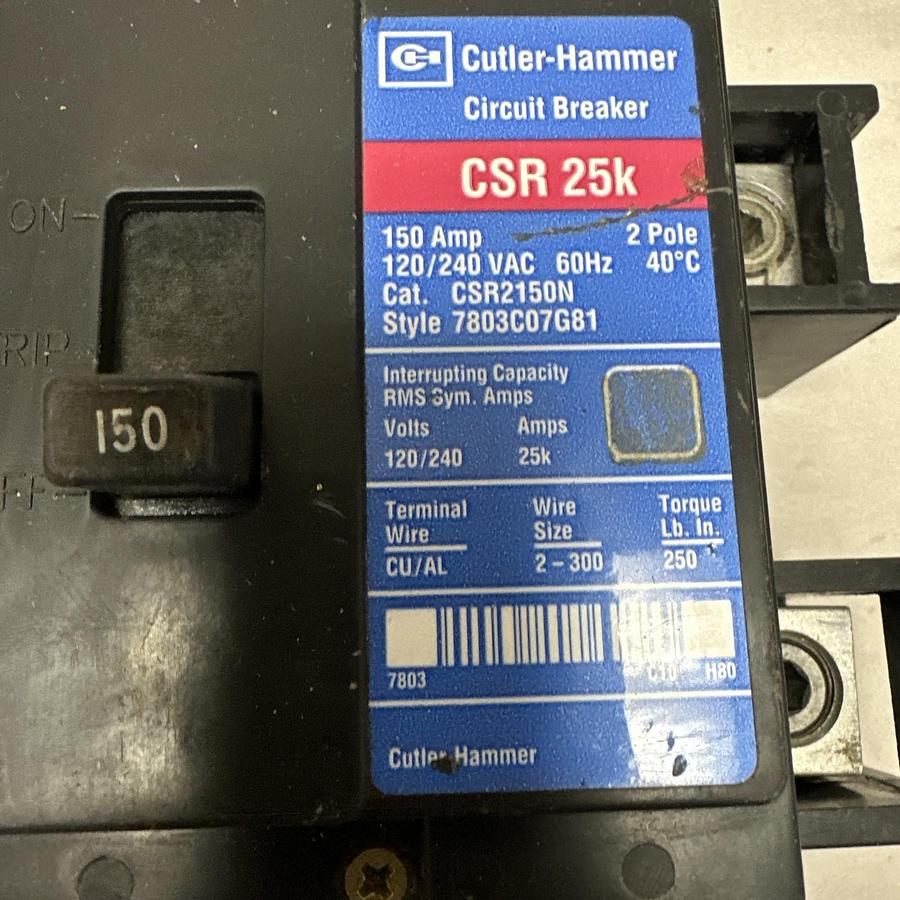 Cutler-Hammer
Circuit Breaker
CSR 25k
ON
150 Amp 2 Pole
120/240 VAC 60Hz 40°C
Cat. CSR2150N
Style 7803C07G81
RIP
Interrupting Capacity
RMS Sym. Amps
Volts Amps
120/240 25k
150
FF
Terminal Wire Torque
Wire Size Lb. In.
CU/AL 2-300 250
7803 C10 H80
Cutler-Hammer